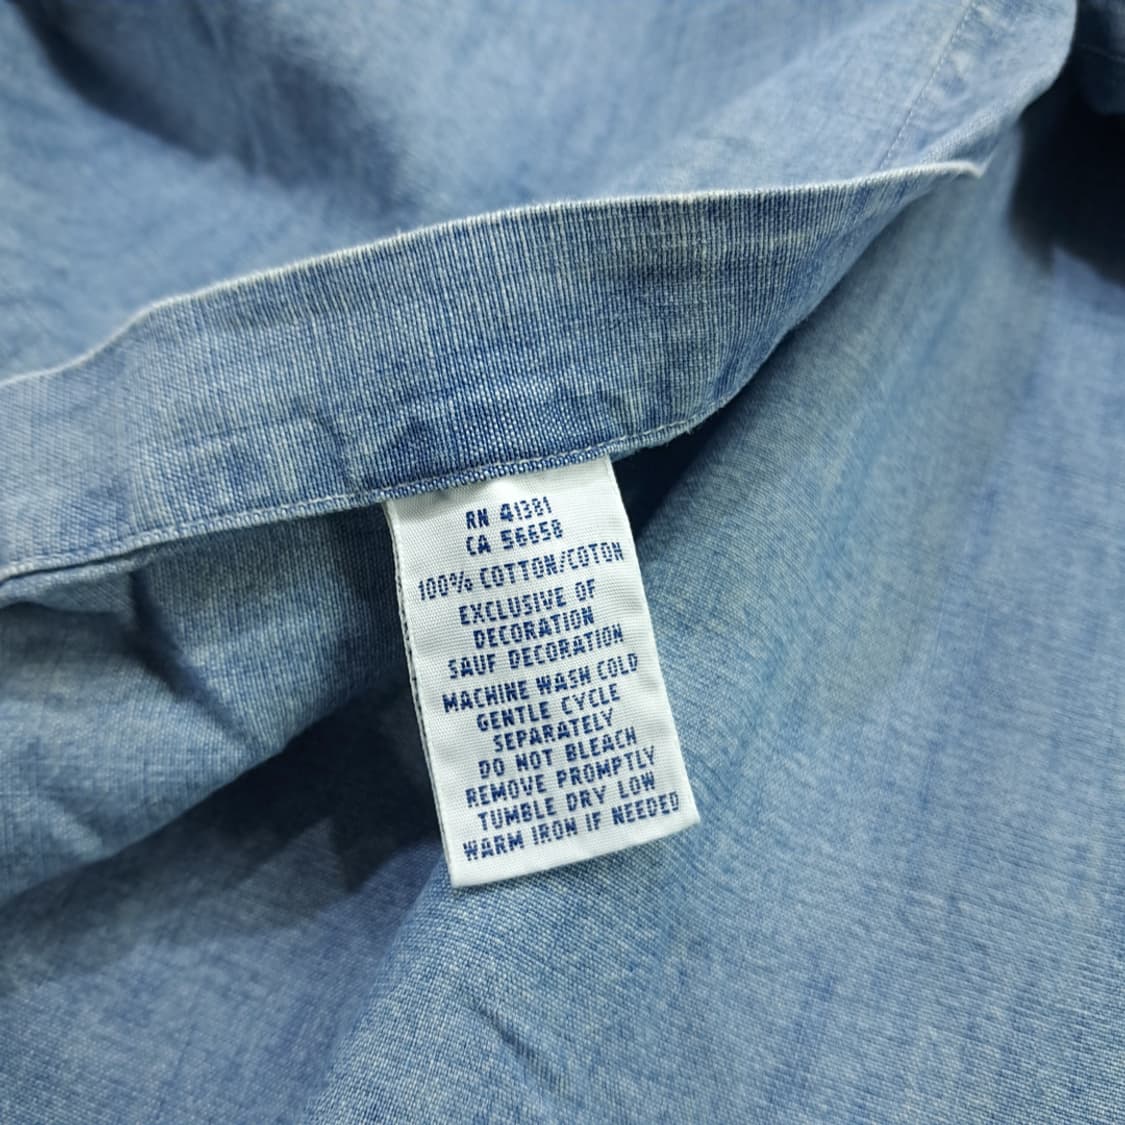 RN 41381
CA 56658
100% COTTON/COTON
EXCLUSIVE OF
DECORATION
SAUF DECORATION
MACHINE WASH COLD
GENTLE CYCLE
SEPARATELY
DO NOT BLEACH
REMOVE PROMPTLY
TUMBLE DRY LOW
WARM IRON IF NEEDED